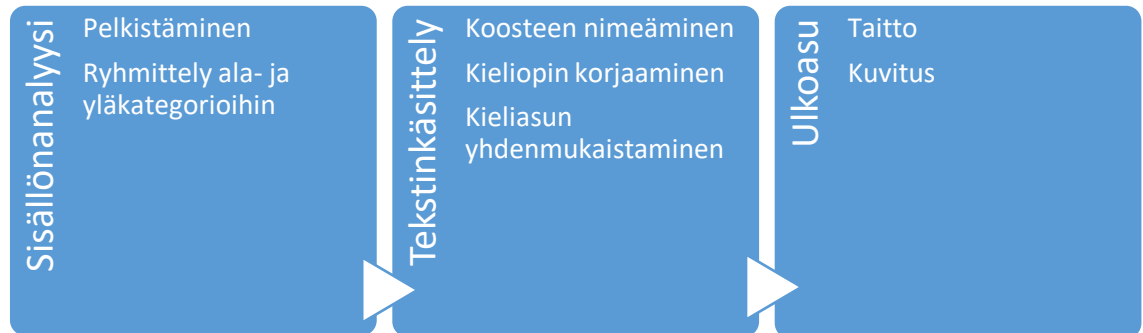 Sisällönanalyysi
Pelkistäminen
Ryhmittely ala- ja
yläkategorioihin
Tekstinkäsittely
Koosteen nimeäminen
Kieliopin korjaaminen
Kieliasun
yhdenmukaistaminen
Ulkoasu
Taitto
Kuvitus